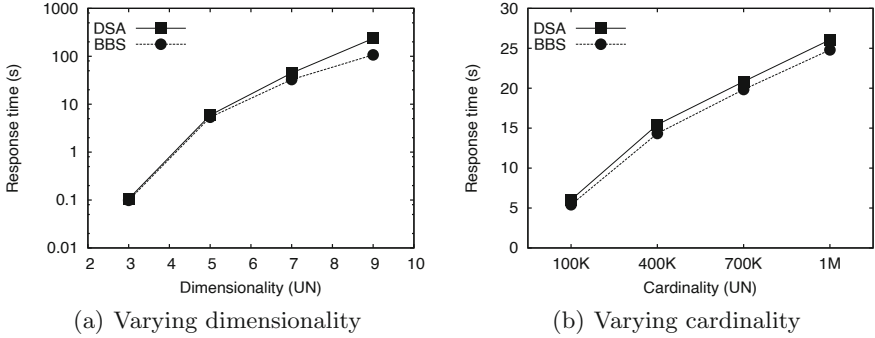 1000
100
10
1
0.1
0.01
Response time (s)
DSA
BBS
2 3 4 5 6 7 8 9 10
Dimensionality (UN)
(a) Varying dimensionality
30
25
20
15
10
5
0
Response time (s)
DSA
BBS
100K 400K 700K 1M
Cardinality (UN)
(b) Varying cardinality